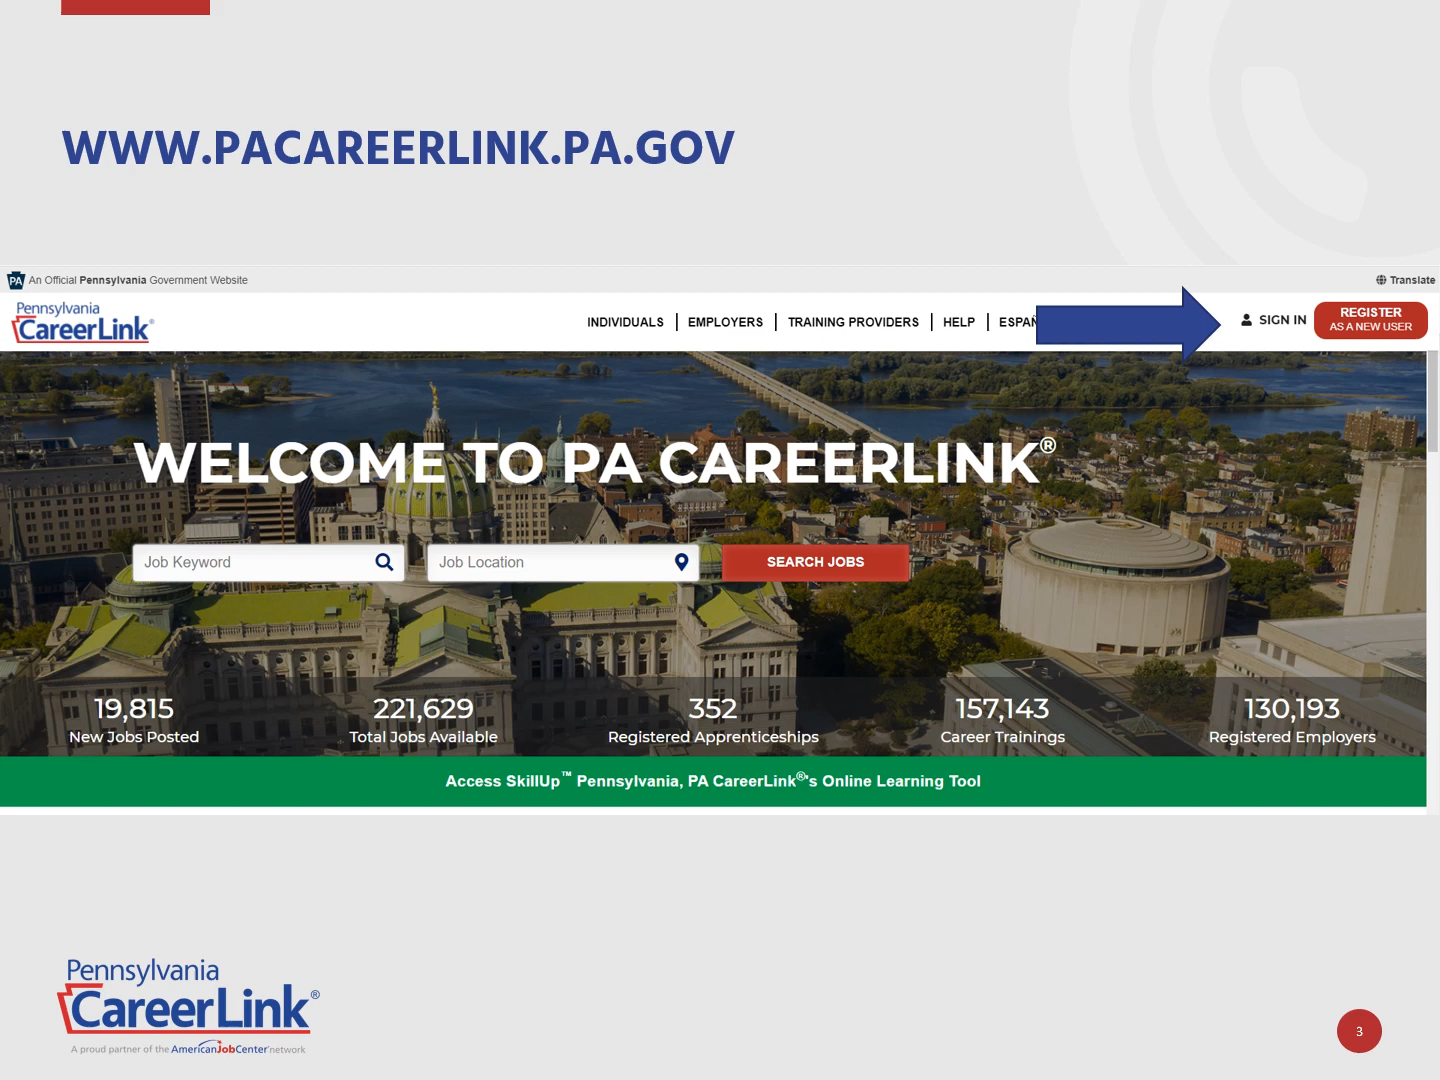 WWW.PACAREERLINK.PA.GOV
PA An Official Pennsylvania Government Website
Translate
Pennsylvania
CareerLink®
INDIVIDUALS
EMPLOYERS
TRAINING PROVIDERS
HELP
SIGN IN
REGISTER
AS A NEW USER
WELCOME TO PA CAREERLINK®
Job Keyword
Job Location
SEARCH JOBS
19,815
New Jobs Posted
221,629
Total Jobs Available
352
Registered Apprenticeships
157,143
Career Trainings
130,193
Registered Employers
Access SkillUp™ Pennsylvania, PA CareerLink®'s Online Learning Tool
Pennsylvania
CareerLink®
A proud partner of the AmericanJobCenter network
3